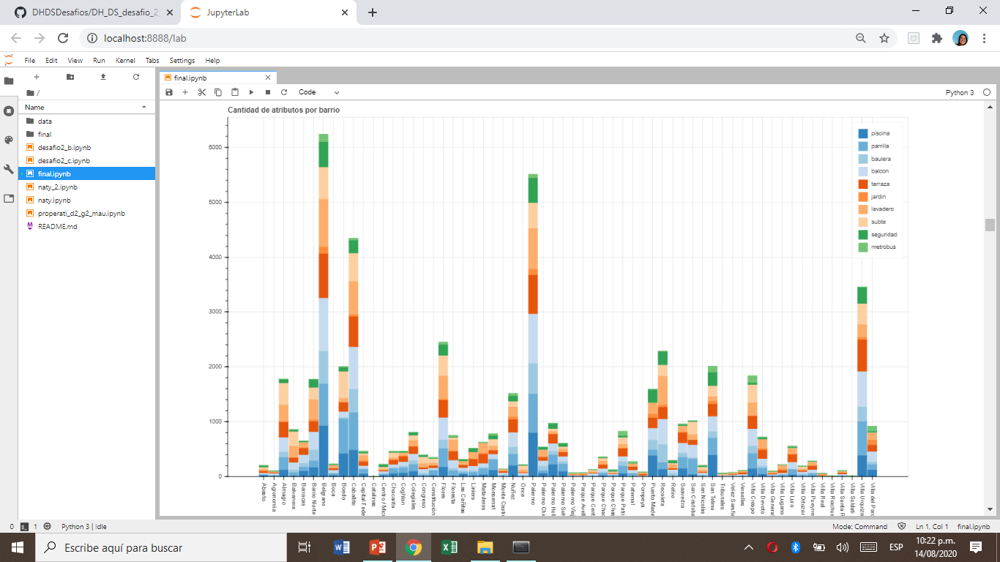 DHDSDesafios/DH_DS_desafio_2
JupyterLab
localhost:8888/lab
File Edit View Run Kernel Tabs Settings Help
final.ipynb
Code
Python 3
/
Name
data
final
desafio2_b.ipynb
desafio2_c.ipynb
final.ipynb
naty_2.ipynb
naty.ipynb
properati_d2_g2_mau.ipynb
README.md
Cantidad de atributos por barrio
6000
5000
4000
3000
2000
1000
0
piscina
parrilla
baulera
balcon
terraza
jardin
lavadero
subte
seguridad
metrobus
Abasto
Agronomía
Almagro
Balvanera
Barracas
Barrio Norte
Belgrano
Boca
Boedo
Caballito
Capital Fede
Catalinas
Centro / Micr
Chacarita
Coghlan
Colegiales
Congreso
Constitución
Flores
Floresta
Las Cañitas
Liniers
Mataderos
Monserrat
Monte Castro
Nuñez
Once
Palermo
Palermo Chi
Palermo Holl
Palermo Soh
Palermo Viej
Parque Avell
Parque Cent
Parque Chac
Parque Chas
Parque Patri
Paternal
Pompeya
Puerto Made
Recoleta
Retiro
Saavedra
San Cristoba
San Nicolás
San Telmo
Tribunales
Velez Sarsfie
Versalles
Villa Crespo
Villa Devoto
Villa General
Villa Lugano
Villa Luro
Villa Ortuzar
Villa Pueyrre
Villa Real
Villa Riachue
Villa Santa R
Villa Soldati
Villa Urquiza
Villa del Parc
0
1
Python 3 | Idle
Mode: Command
Ln 1, Col 1
final.ipynb
Escribe aquí para buscar
ESP
10:22 p.m.
14/08/2020